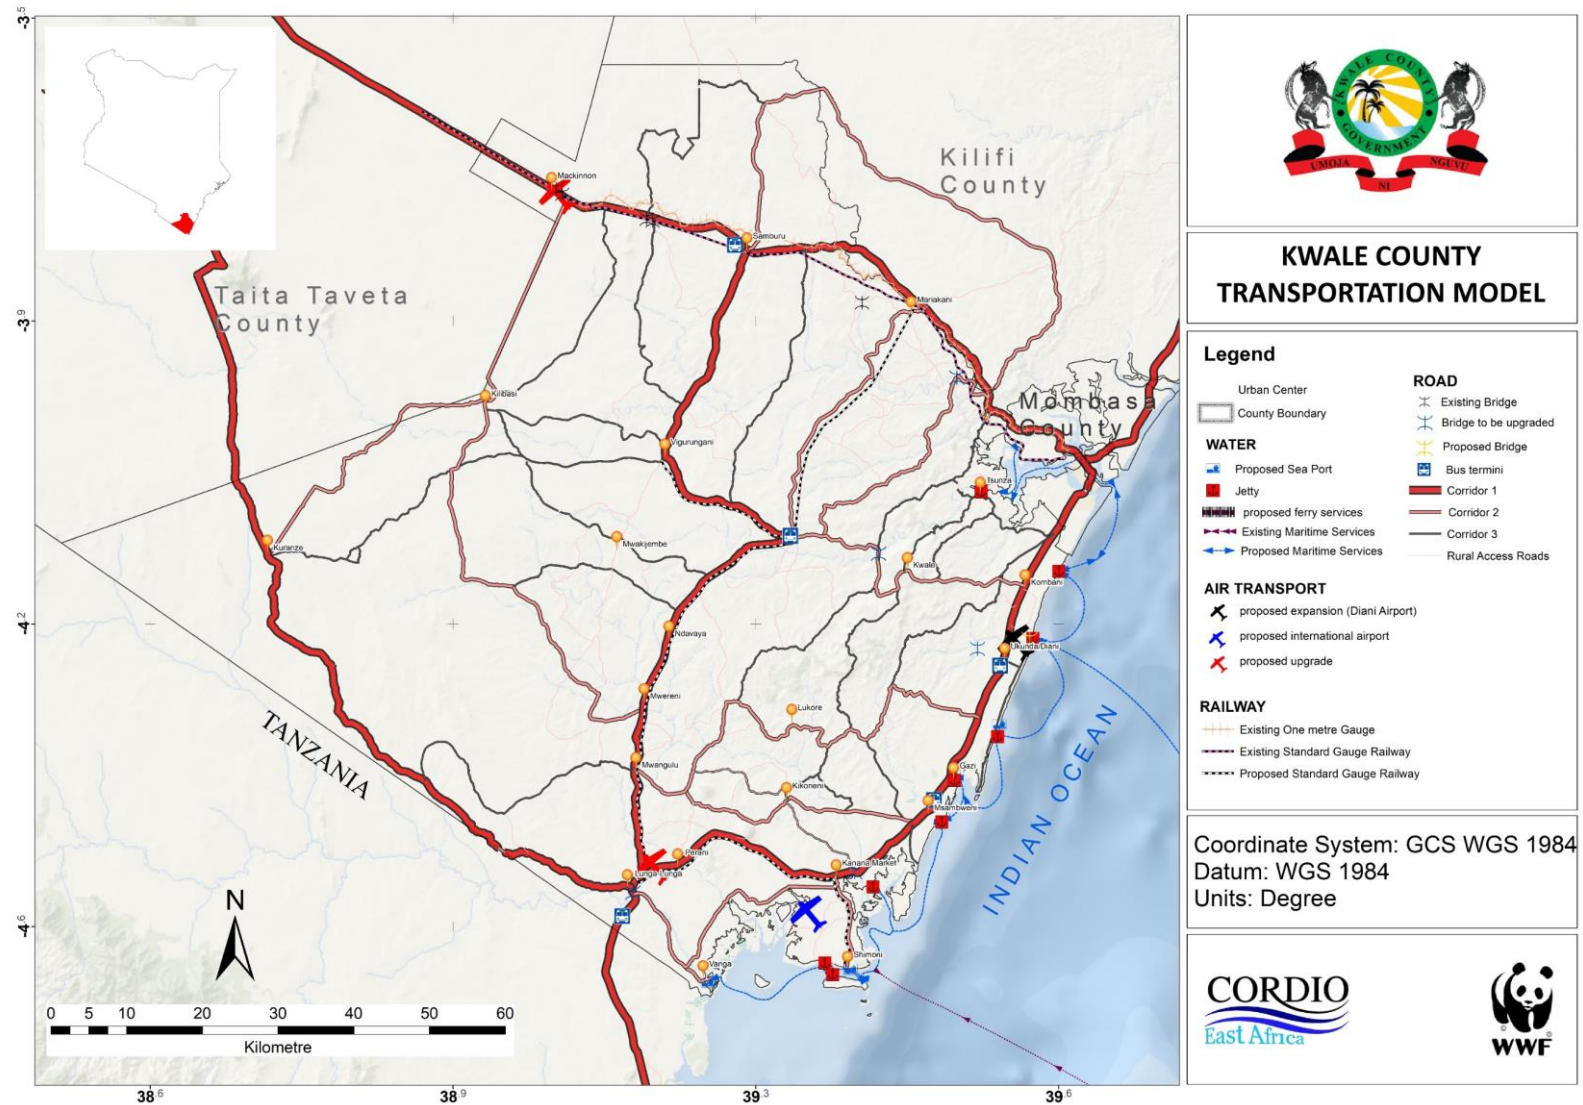 -3.5
-3.9
-4.2
-4.6
38.6
38.9
39.3
39.6
Kilifi
County
Taita Taveta
County
Mombasa
County
TANZANIA
INDIAN OCEAN
Mackinnon
Samburu
Mariakani
Kilibasi
Vigurungani
Tsunza
Kuranze
Mwakijembe
Kwale
Kombani
Ndavaya
Ukunda/Diani
Mwereni
Lukore
Mwangulu
Gazi
Kikoneni
Msambweni
Perani
Kanana Market
Lunga Lunga
Vanga
Shimoni
N
0 5 10 20 30 40 50 60
Kilometre
KWALE COUNTY
GOVERNMENT
UMOJA
NI
NGUVU
KWALE COUNTY
TRANSPORTATION MODEL
Legend
Urban Center
County Boundary
WATER
Proposed Sea Port
Jetty
proposed ferry services
Existing Maritime Services
Proposed Maritime Services
AIR TRANSPORT
proposed expansion (Diani Airport)
proposed international airport
proposed upgrade
RAILWAY
Existing One metre Gauge
Existing Standard Gauge Railway
Proposed Standard Gauge Railway
ROAD
Existing Bridge
Bridge to be upgraded
Proposed Bridge
Bus termini
Corridor 1
Corridor 2
Corridor 3
Rural Access Roads
Coordinate System: GCS WGS 1984
Datum: WGS 1984
Units: Degree
CORDIO
East Africa
WWF